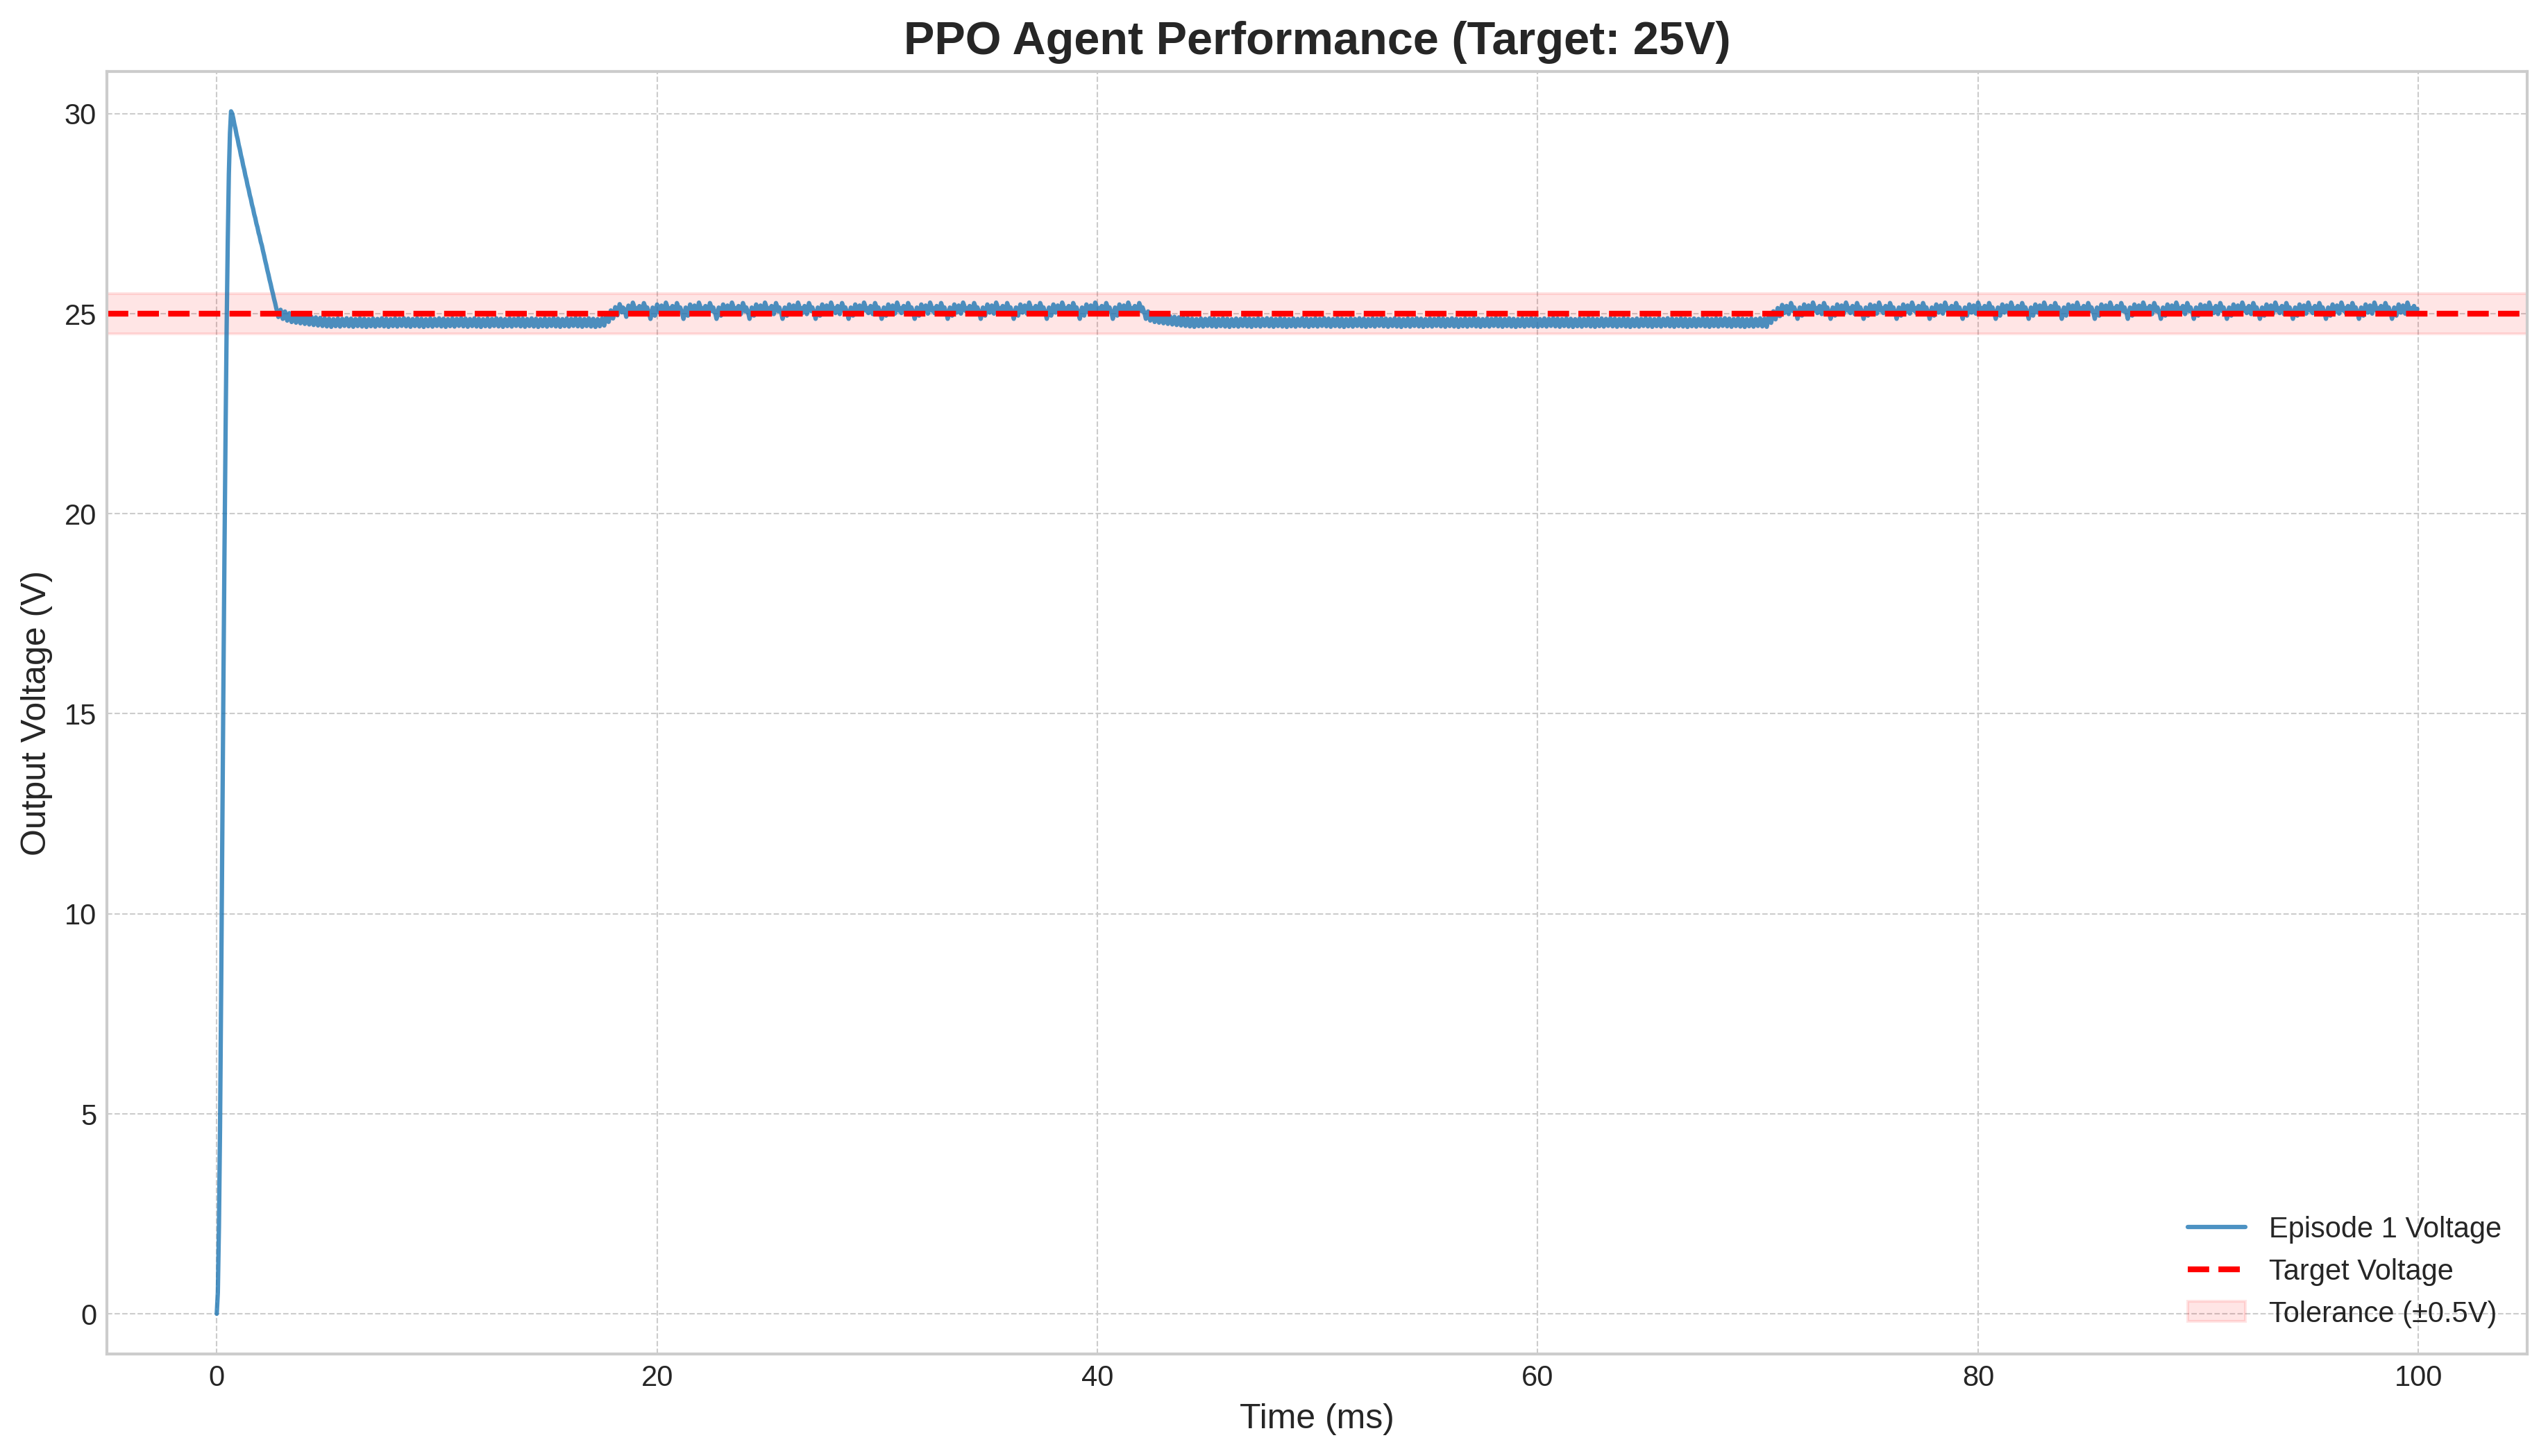 PPO Agent Performance (Target: 25V)
30
25
20
15
10
5
0
Output Voltage (V)
0 20 40 60 80 100
Time (ms)
Episode 1 Voltage
Target Voltage
Tolerance (±0.5V)